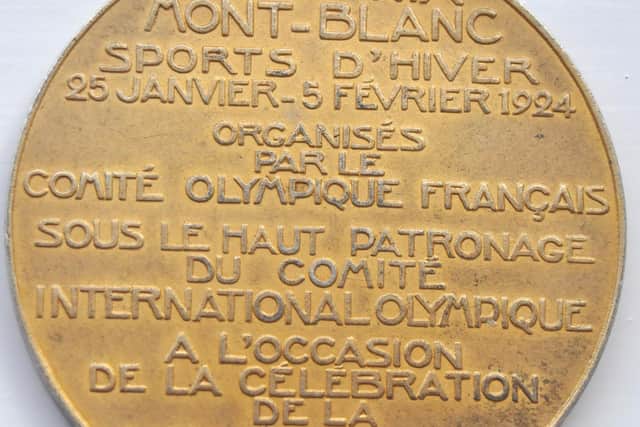 MONT-BLANC
SPORTS D'HIVER
25 JANVIER-5 FÉVRIER 1924
ORGANISÉS
PAR LE
COMITÉ OLYMPIQUE FRANÇAIS
SOUS LE HAUT PATRONAGE
DU COMITÉ
INTERNATIONAL OLYMPIQUE
A L'OCCASION
DE LA CÉLÉBRATION
DE LA